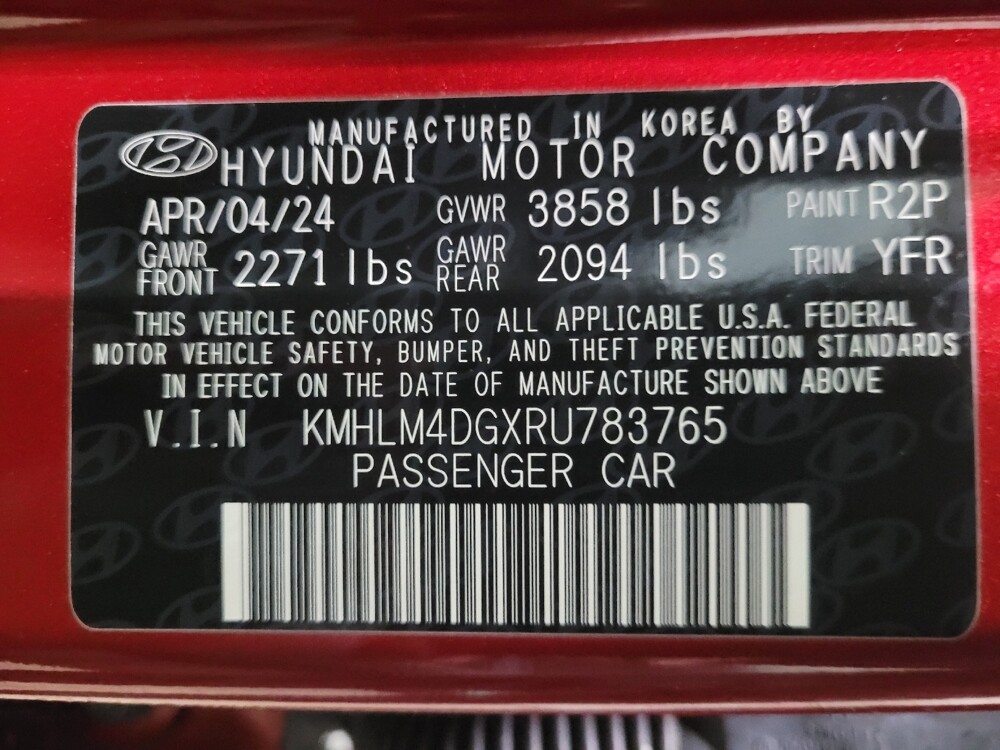 MANUFACTURED IN KOREA BY
HYUNDAI MOTOR COMPANY
APR/04/24 GVWR 3858 lbs PAINT R2P
GAWR FRONT 2271 lbs GAWR REAR 2094 lbs TRIM YFR
THIS VEHICLE CONFORMS TO ALL APPLICABLE U.S.A. FEDERAL
MOTOR VEHICLE SAFETY, BUMPER, AND THEFT PREVENTION STANDARDS
IN EFFECT ON THE DATE OF MANUFACTURE SHOWN ABOVE
V.I.N KMHLM4DGXRU783765
PASSENGER CAR